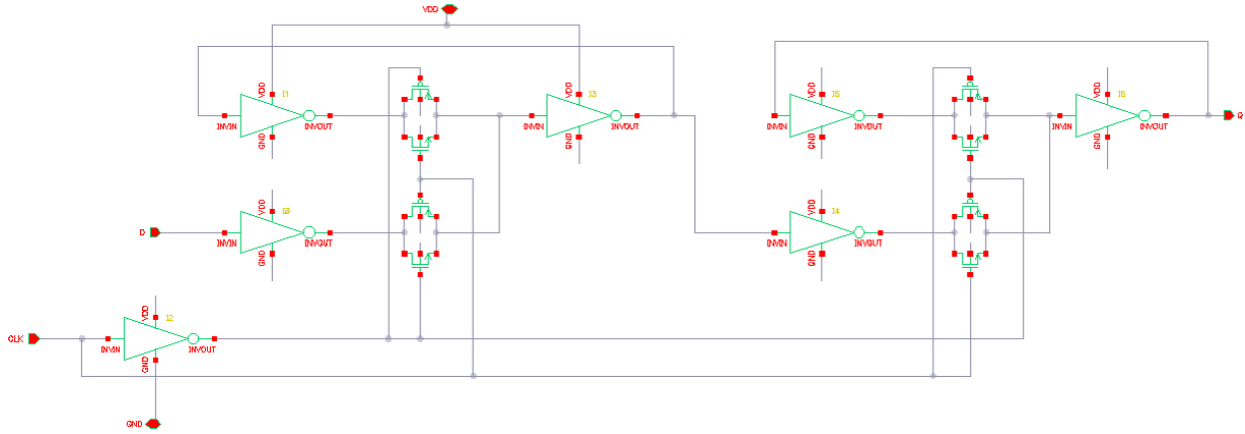 VDD
VDD I1
INVIN INVOUT
GND
VDD I3
INVIN INVOUT
GND
VDD I5
INVIN INVOUT
GND
VDD I6
INVIN INVOUT
GND
Q
D
VDD
INVIN INVOUT
GND
VDD I4
INVIN INVOUT
GND
CLK
VDD I2
INVIN INVOUT
GND
GND